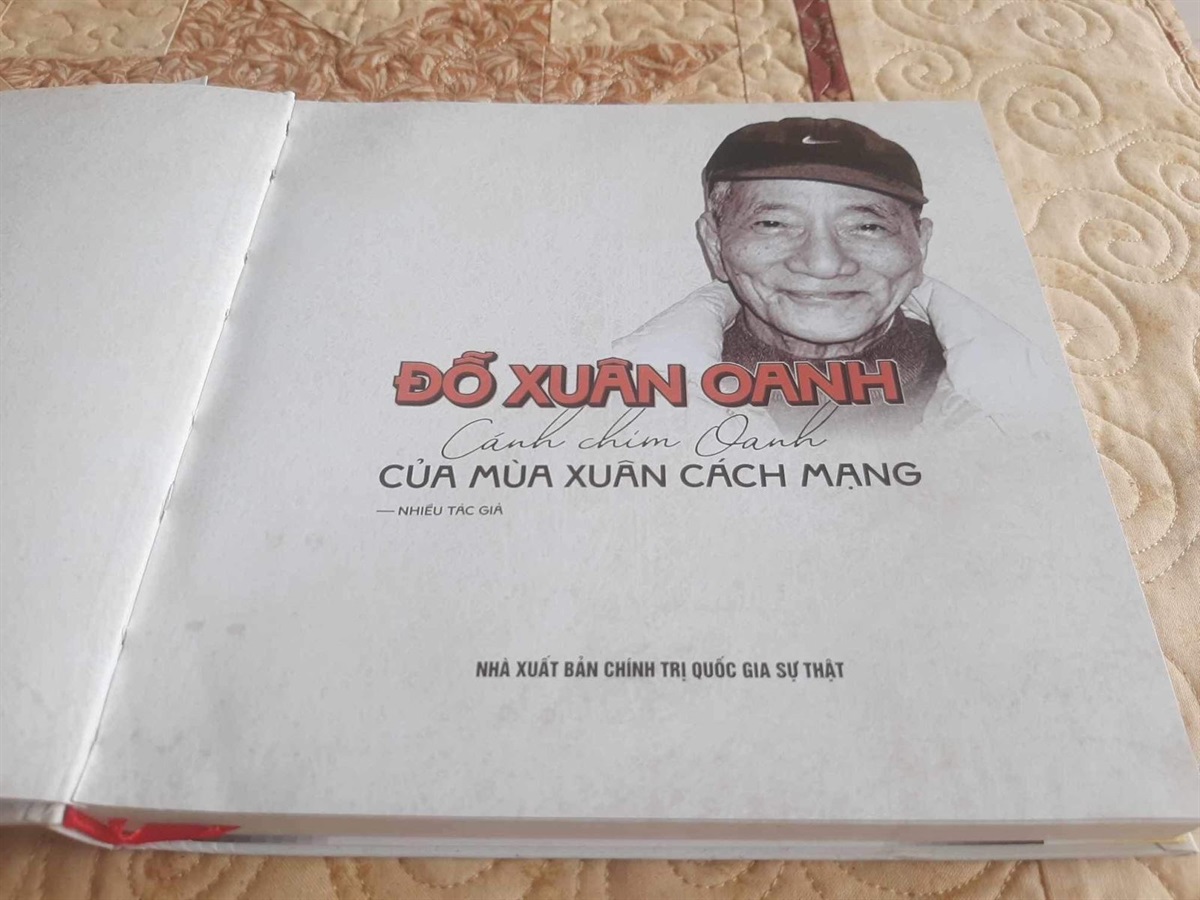 ĐỖ XUÂN OANH
Cánh chim Oanh
CỦA MÙA XUÂN CÁCH MẠNG
— NHIỀU TÁC GIẢ
NHÀ XUẤT BẢN CHÍNH TRỊ QUỐC GIA SỰ THẬT